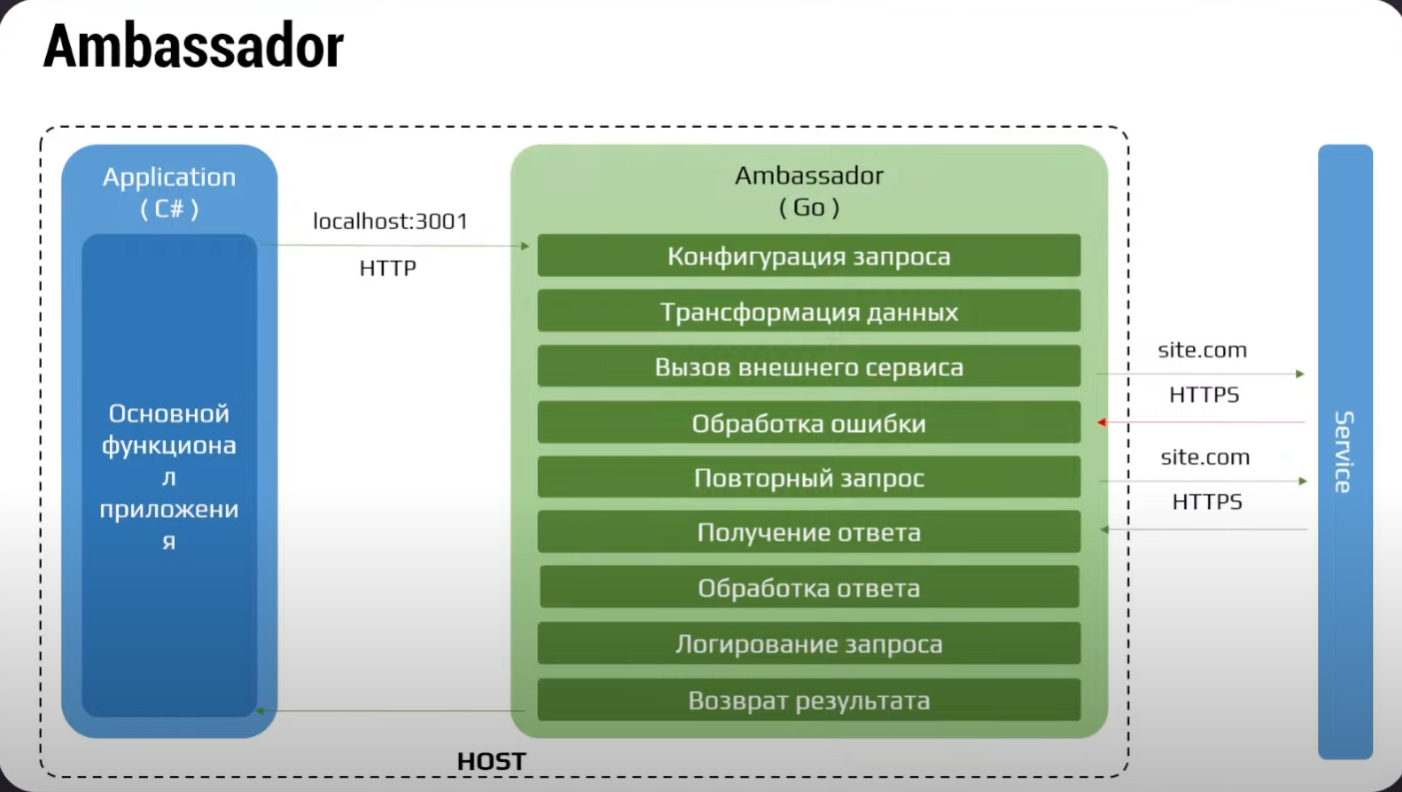 Ambassador
Application
( C# )
Основной
функциона
л
приложени
я
localhost:3001
HTTP
Ambassador
( Go )
Конфигурация запроса
Трансформация данных
Вызов внешнего сервиса
Обработка ошибки
Повторный запрос
Получение ответа
Обработка ответа
Логирование запроса
Возврат результата
site.com
HTTPS
site.com
HTTPS
Service
HOST